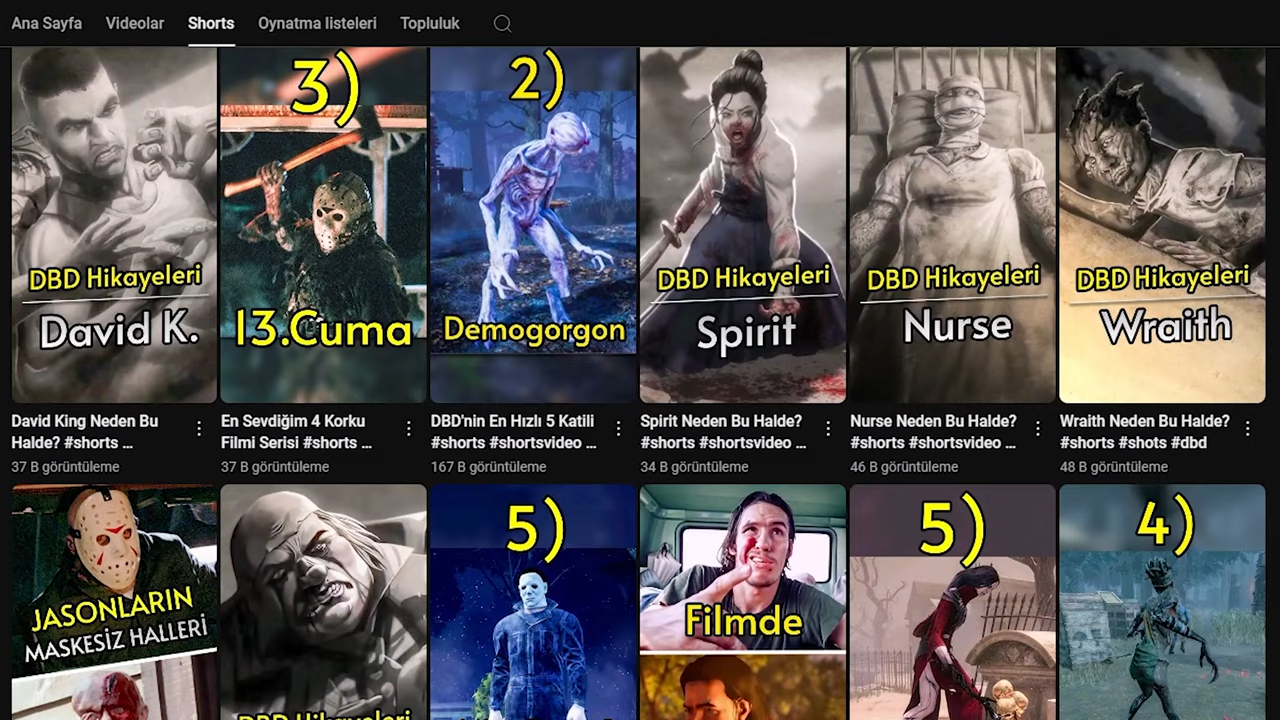 Ana Sayfa Videolar Shorts Oynatma listeleri Topluluk
DBD Hikayeleri
David K.
3)
13.Cuma
2)
Demogorgon
DBD Hikayeleri
Spirit
DBD Hikayeleri
Nurse
DBD Hikayeleri
Wraith
David King Neden Bu
Halde? #shorts ...
37 B görüntüleme
En Sevdiğim 4 Korku
Filmi Serisi #shorts ...
37 B görüntüleme
DBD'nin En Hızlı 5 Katili
#shorts #shortsvideo ...
167 B görüntüleme
Spirit Neden Bu Halde?
#shorts #shortsvideo ...
34 B görüntüleme
Nurse Neden Bu Halde?
#shorts #shortsvideo ...
46 B görüntüleme
Wraith Neden Bu Halde?
#shorts #shots #dbd
48 B görüntüleme
JASONLARIN
MASKESİZ HALLERİ
DBD Hikayeleri
5)
Filmde
5)
4)